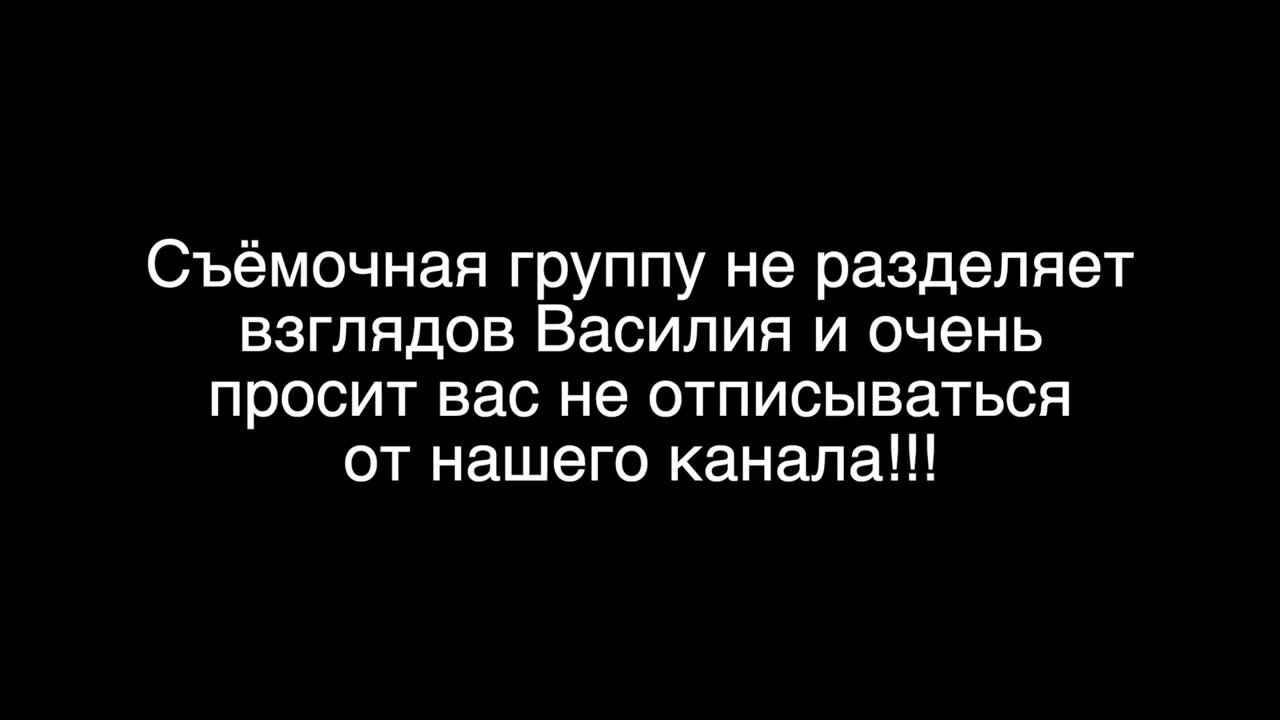 Съёмочная группу не разделяет
взглядов Василия и очень
просит вас не отписываться
от нашего канала!!!